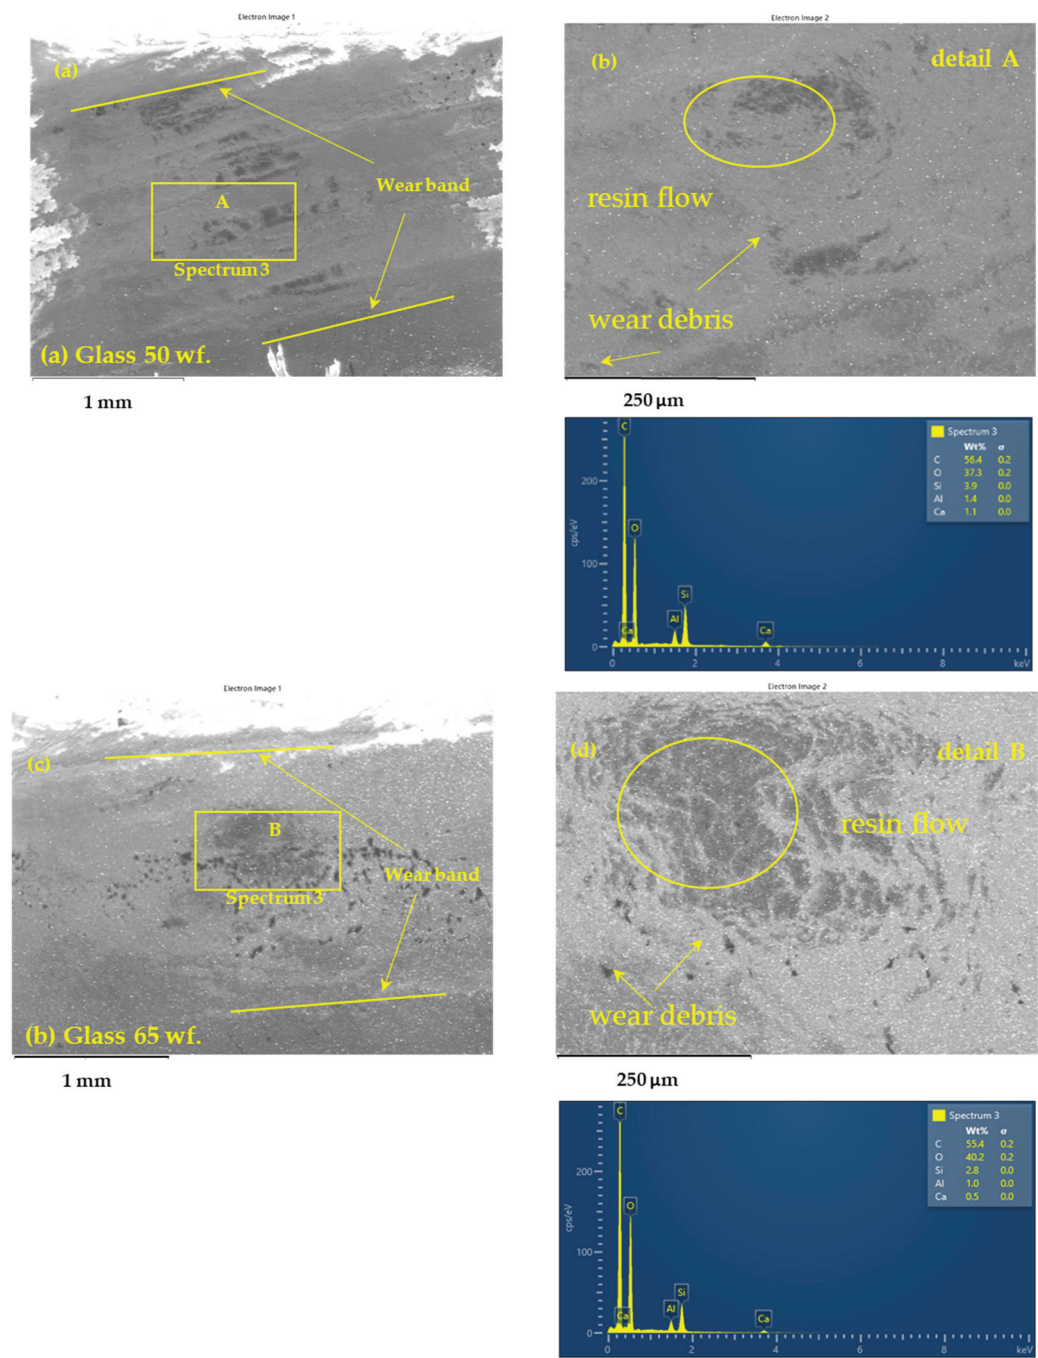 Electron Image 1
(a)
Wear band
A
Spectrum 3
(a) Glass 50 wf.
1 mm
Electron Image 2
(b)
detail A
resin flow
wear debris
250 µm
Spectrum 3
Wt% σ
C 56.4 0.2
O 37.3 0.2
Si 3.9 0.0
Al 1.4 0.0
Ca 1.1 0.0
cps/eV
200
100
0
C
O
Ca
Al
Si
Ca
0 2 4 6 8 keV
Electron Image 1
(c)
B
Wear band
Spectrum 3
(b) Glass 65 wf.
1 mm
Electron Image 2
(d)
detail B
resin flow
wear debris
250 µm
Spectrum 3
Wt% σ
C 55.4 0.2
O 40.2 0.2
Si 2.8 0.0
Al 1.0 0.0
Ca 0.5 0.0
cps/eV
200
100
0
C
O
Ca
Al
Si
Ca
0 2 4 6 8 keV